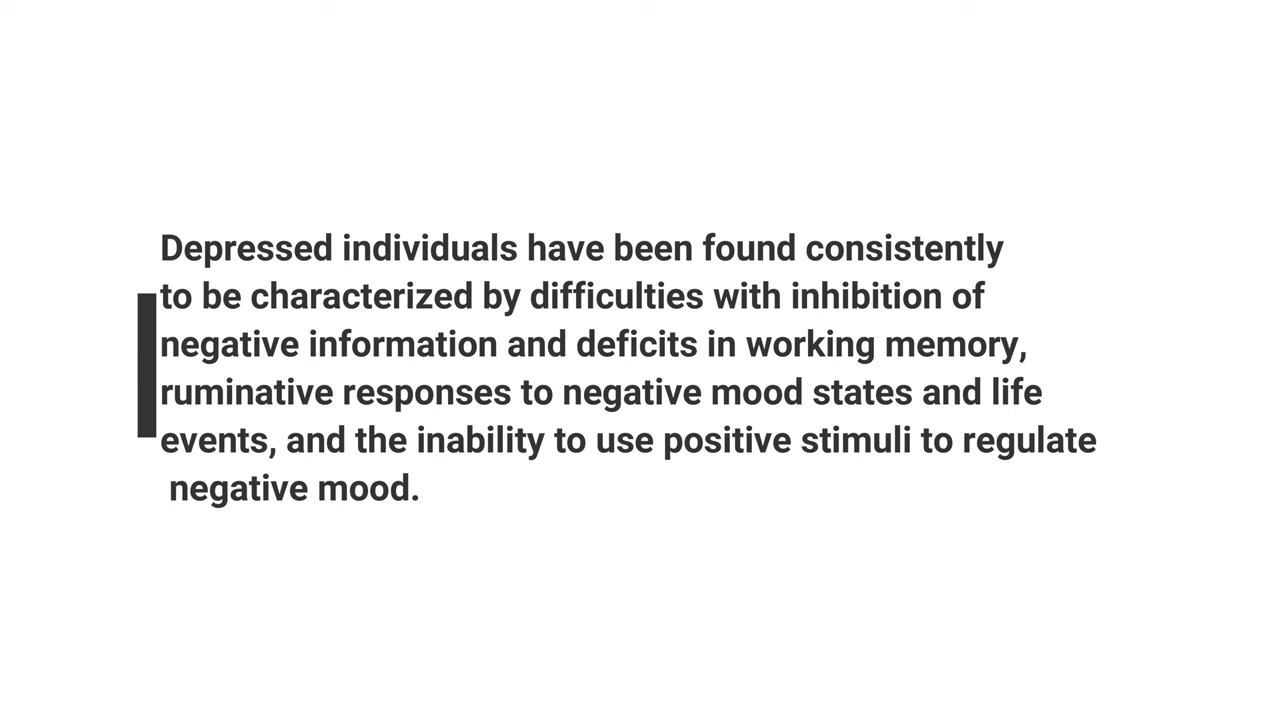 Depressed individuals have been found consistently
to be characterized by difficulties with inhibition of
negative information and deficits in working memory,
ruminative responses to negative mood states and life
events, and the inability to use positive stimuli to regulate
negative mood.